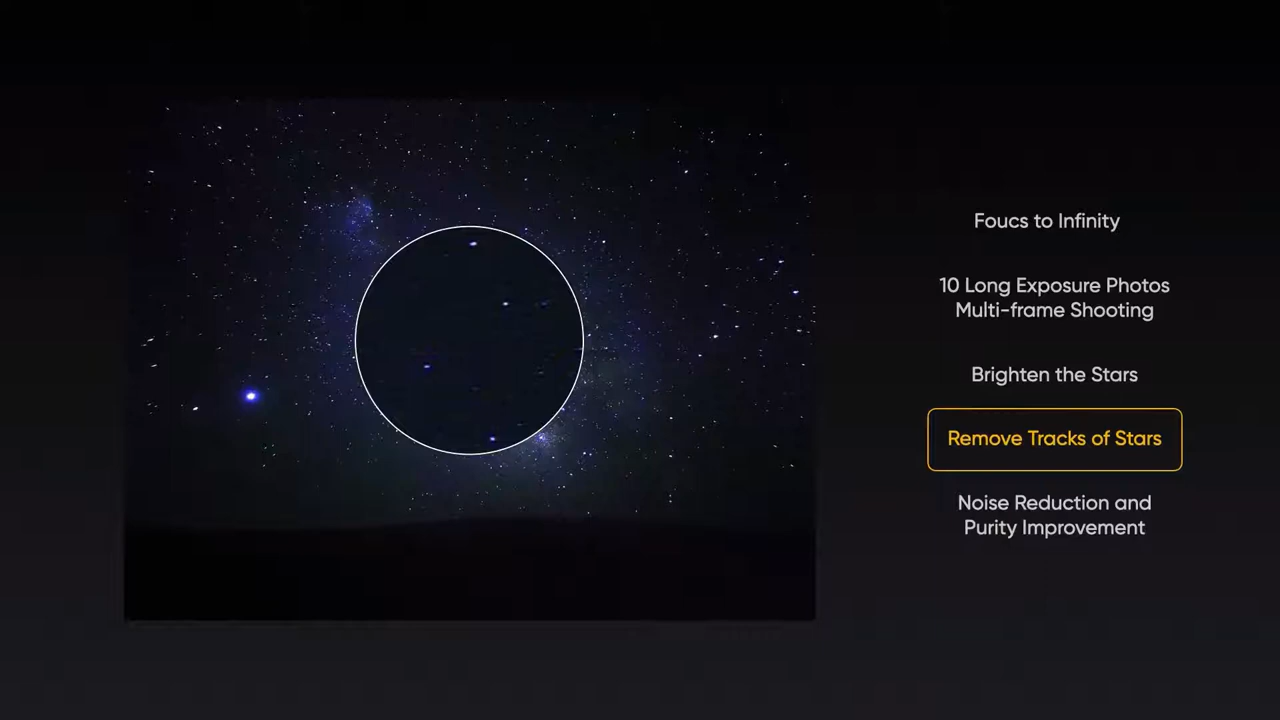 Foucs to Infinity
10 Long Exposure Photos
Multi-frame Shooting
Brighten the Stars
Remove Tracks of Stars
Noise Reduction and
Purity Improvement